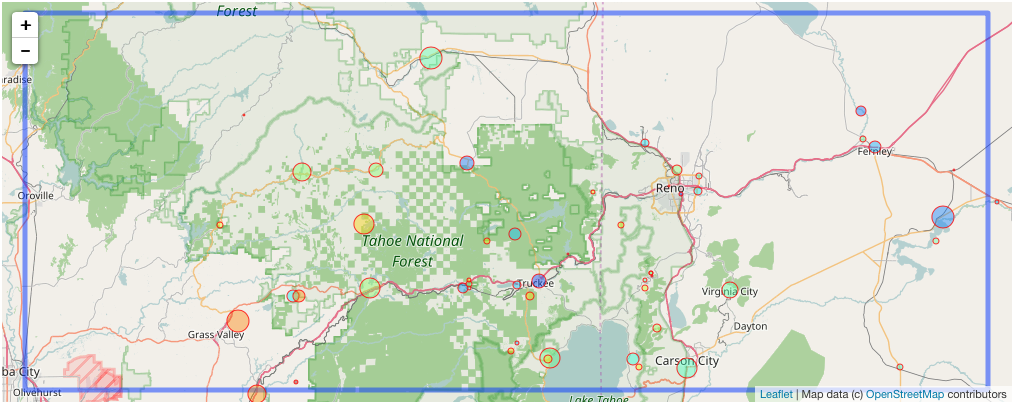 Forest
+
−
aradise
Fernley
Oroville
Reno
Tahoe National
Forest
Truckee
Virginia City
Grass Valley
Dayton
Carson City
ba City
Olivehurst
Lake Tahoe
Leaflet | Map data (c) OpenStreetMap contributors